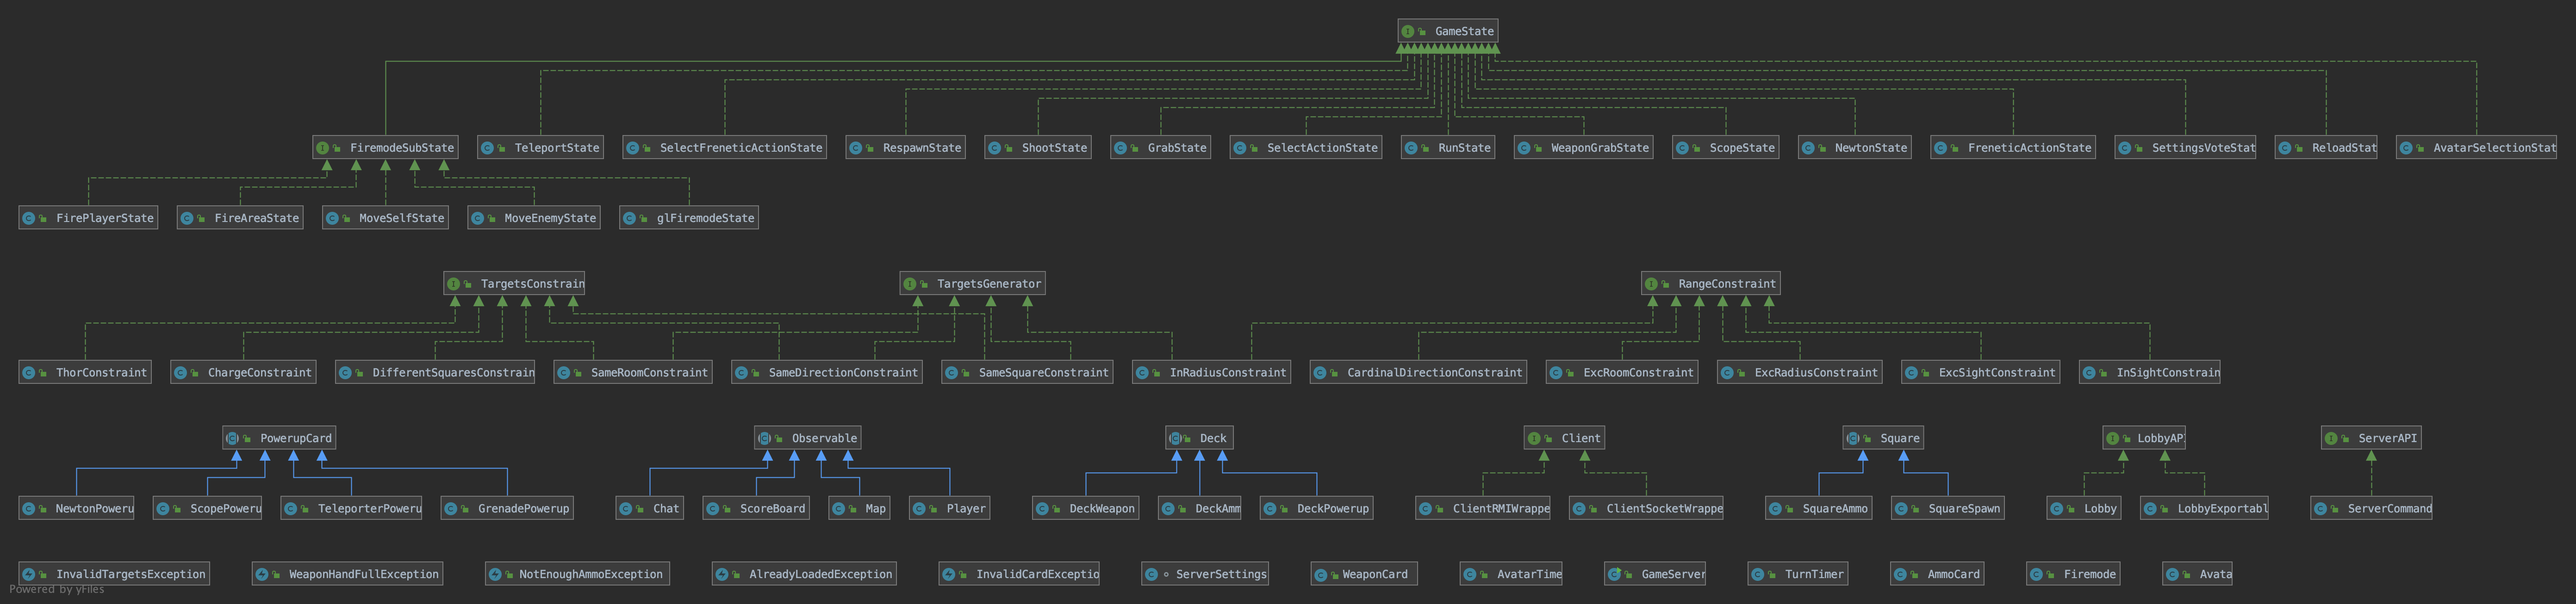 GameState
FiremodeSubState TeleportState SelectFreneticActionState RespawnState ShootState GrabState SelectActionState RunState WeaponGrabState ScopeState NewtonState FreneticActionState SettingsVoteStat ReloadStat AvatarSelectionStat
FirePlayerState FireAreaState MoveSelfState MoveEnemyState glFiremodeState
TargetsConstrain TargetsGenerator RangeConstraint
ThorConstraint ChargeConstraint DifferentSquaresConstrain SameRoomConstraint SameDirectionConstraint SameSquareConstraint InRadiusConstraint CardinalDirectionConstraint ExcRoomConstraint ExcRadiusConstraint ExcSightConstraint InSightConstrain
PowerupCard Observable Deck Client Square LobbyAPI ServerAPI
NewtonPoweru ScopePoweru TeleporterPoweru GrenadePowerup Chat ScoreBoard Map Player DeckWeapon DeckAmm DeckPowerup ClientRMIWrappe ClientSocketWrappe SquareAmmo SquareSpawn Lobby LobbyExportabl ServerCommand
InvalidTargetsException WeaponHandFullException NotEnoughAmmoException AlreadyLoadedException InvalidCardExceptio ServerSettings WeaponCard AvatarTime GameServer TurnTimer AmmoCard Firemode Avata
Powered by yFiles